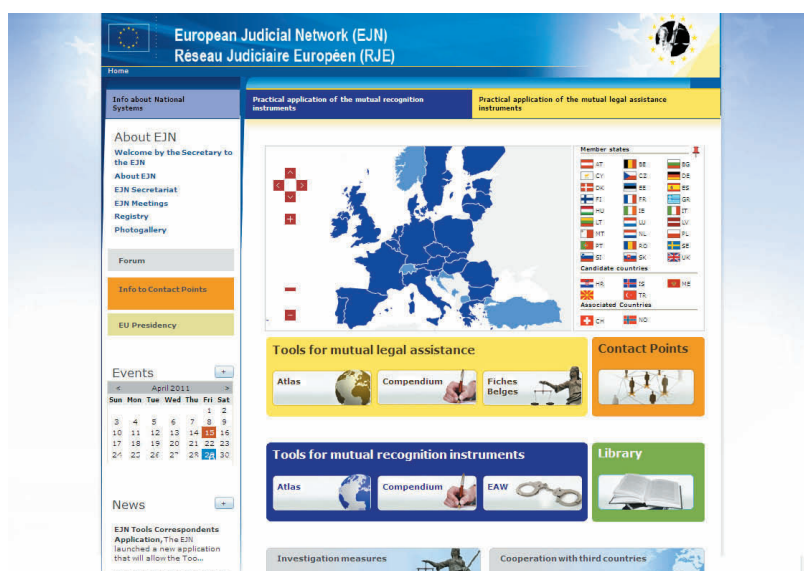 European Judicial Network (EJN)
Réseau Judiciaire Européen (RJE)
Home
Info about National
Systems
Practical application of the mutual recognition
instruments
Practical application of the mutual legal assistance
instruments
About EJN
Welcome by the Secretary to
the EJN
About EJN
EJN Secretariat
EJN Meetings
Registry
Photogallery
Forum
Info to Contact Points
EU Presidency
Events
+
< April 2011 >
Sun Mon Tue Wed Thu Fri Sat
1 2
3 4 5 6 7 8 9
10 11 12 13 14 15 16
17 18 19 20 21 22 23
24 25 26 27 28 29 30
News
+
EJN Tools Correspondents
Application, The EJN
launched a new application
that will allow the Too...
Member states
AT BE BG
CY CZ DE
DK EE ES
FI FR GR
HU IE IT
LT LU LV
MT NL PL
PT RO SE
SI SK UK
Candidate countries
HR IS ME
TR
Associated Countries
CH NO
Tools for mutual legal assistance
Atlas
Compendium
Fiches
Belges
Contact Points
Tools for mutual recognition instruments
Atlas
Compendium
EAW
Library
Investigation measures
Cooperation with third countries